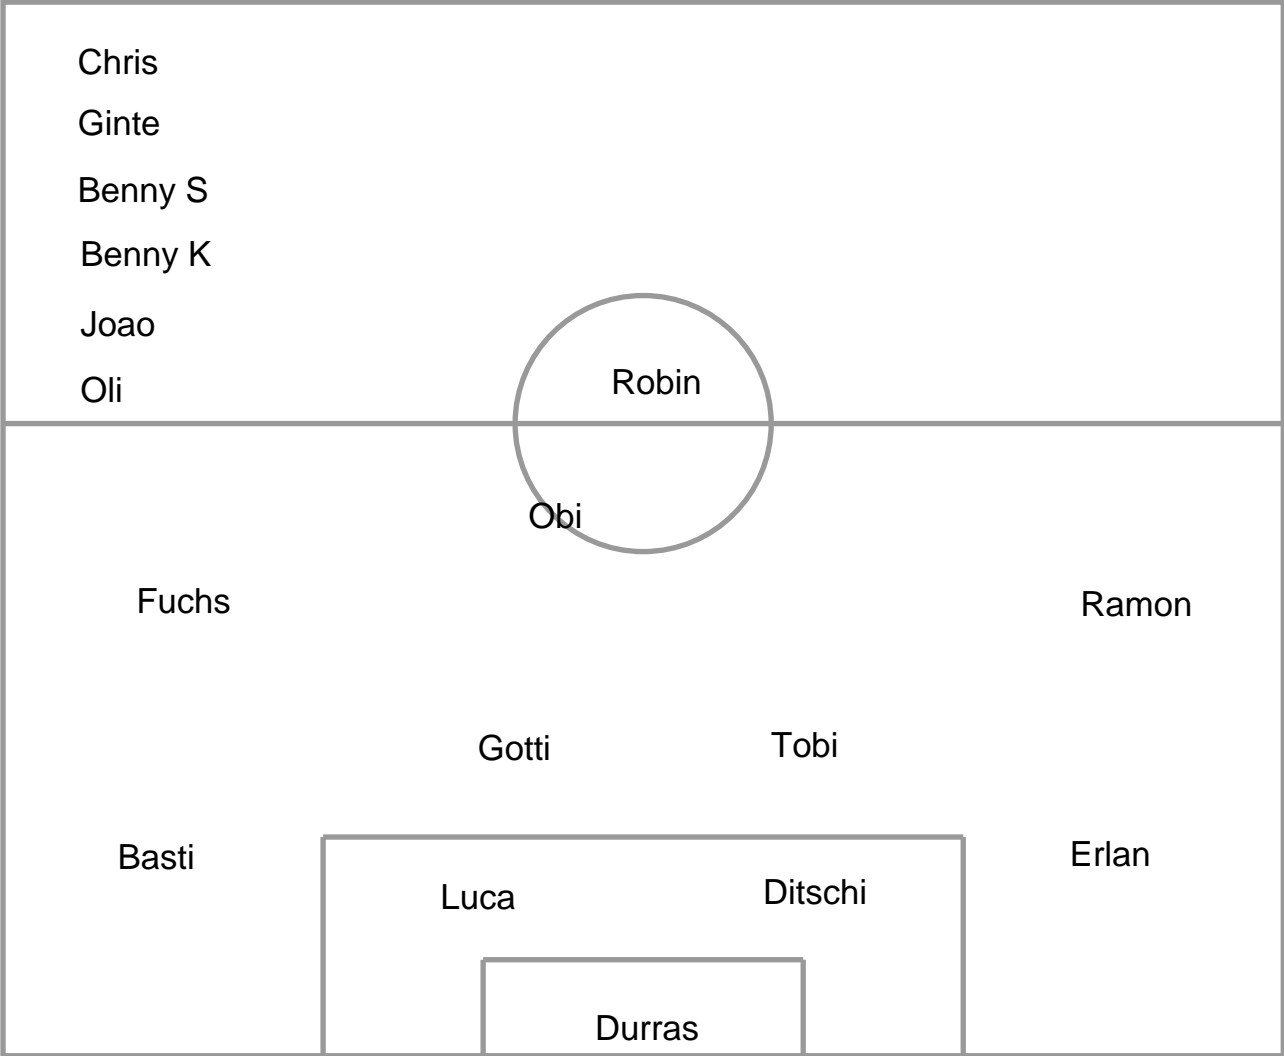 Chris
Ginte
Benny S
Benny K
Joao
Oli
Robin
Obi
Fuchs
Ramon
Gotti
Tobi
Basti
Erlan
Luca
Ditschi
Durras